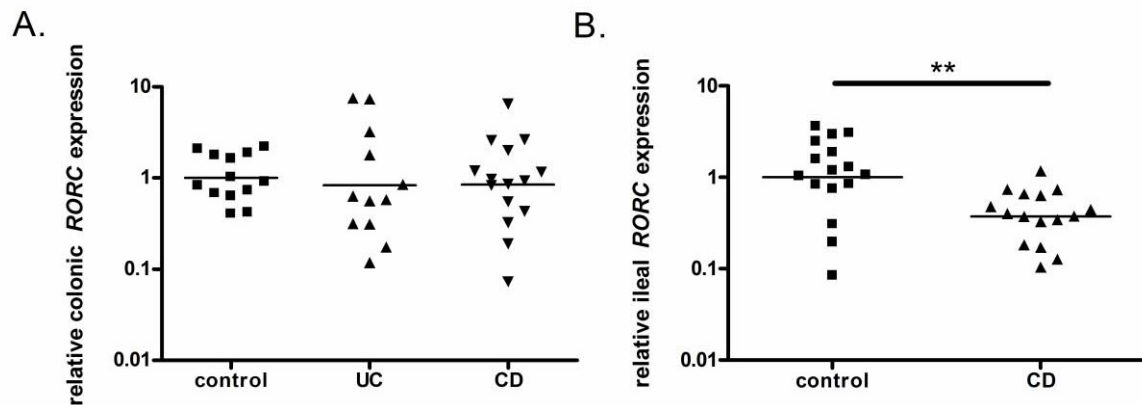 A.
relative colonic RORC expression
10
1
0.1
0.01
control UC CD
B.
relative ileal RORC expression
**
10
1
0.1
0.01
control CD